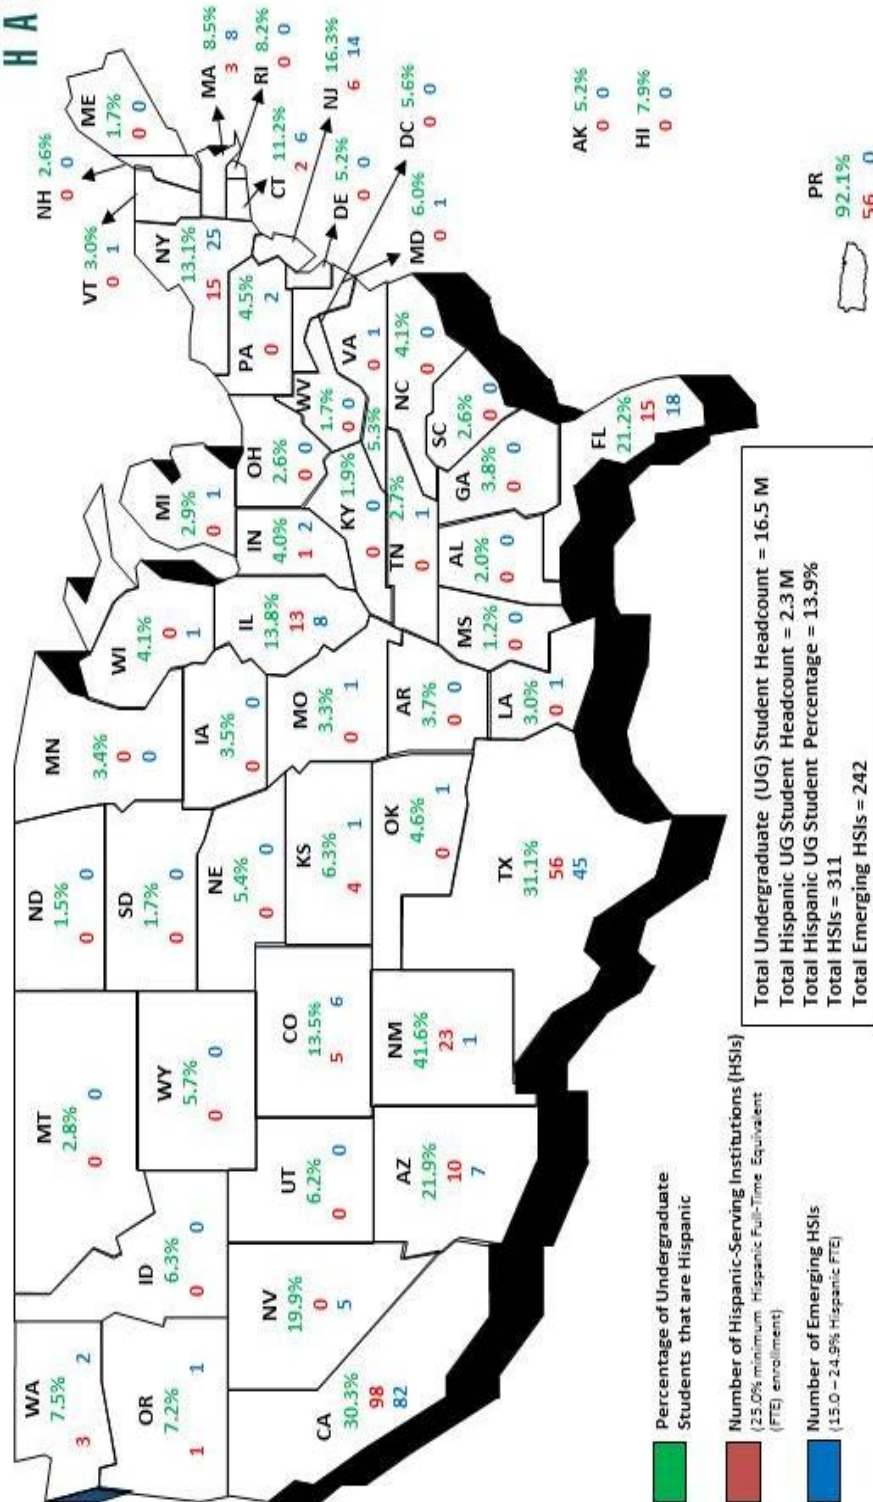 H A
WA
7.5%
3 2
OR
7.2%
1 1
CA
30.3%
98
82
ID
6.3%
0 0
NV
19.9%
0
5
MT
2.8%
0 0
WY
5.7%
0 0
UT
6.2%
0 0
AZ
21.9%
10
7
CO
13.5%
5 6
NM
41.6%
23
1
ND
1.5%
0 0
SD
1.7%
0 0
NE
5.4%
0 0
KS
6.3%
4 1
OK
4.6%
0 1
TX
31.1%
56
45
MN
3.4%
0
0
IA
3.5%
0 0
MO
3.3%
0 1
AR
3.7%
0 0
LA
3.0%
0 1
WI
4.1%
0
1
IL
13.8%
13
8
MS
1.2%
0 0
MI
2.9%
0 1
IN
4.0%
1 2
KY 1.9%
0 0
TN 2.7%
0 1
AL
2.0%
0 0
OH
2.6%
0 0
WV
1.7%
0 0
5.3%
VA
0 1
NC 4.1%
0 0
SC
2.6%
0 0
GA
3.8%
0 0
FL
21.2%
15
18
PA 4.5%
0 2
NY
13.1%
15 25
VT 3.0%
0 1
NH 2.6%
0 0
ME
1.7%
0 0
MA 8.5%
3 8
RI 8.2%
0 0
CT 11.2%
2 6
NJ 16.3%
6 14
DE 5.2%
0 0
DC 5.6%
0 0
MD 6.0%
0 1
AK 5.2%
0 0
HI 7.9%
0 0
PR
92.1%
56 0
Percentage of Undergraduate
Students that are Hispanic
Number of Hispanic-Serving Institutions (HSIs)
(25.0% minimum Hispanic Full-Time Equivalent
(FTE) enrollment)
Number of Emerging HSIs
(15.0 – 24.9% Hispanic FTE)
Total Undergraduate (UG) Student Headcount = 16.5 M
Total Hispanic UG Student Headcount = 2.3 M
Total Hispanic UG Student Percentage = 13.9%
Total HSIs = 311
Total Emerging HSIs = 242